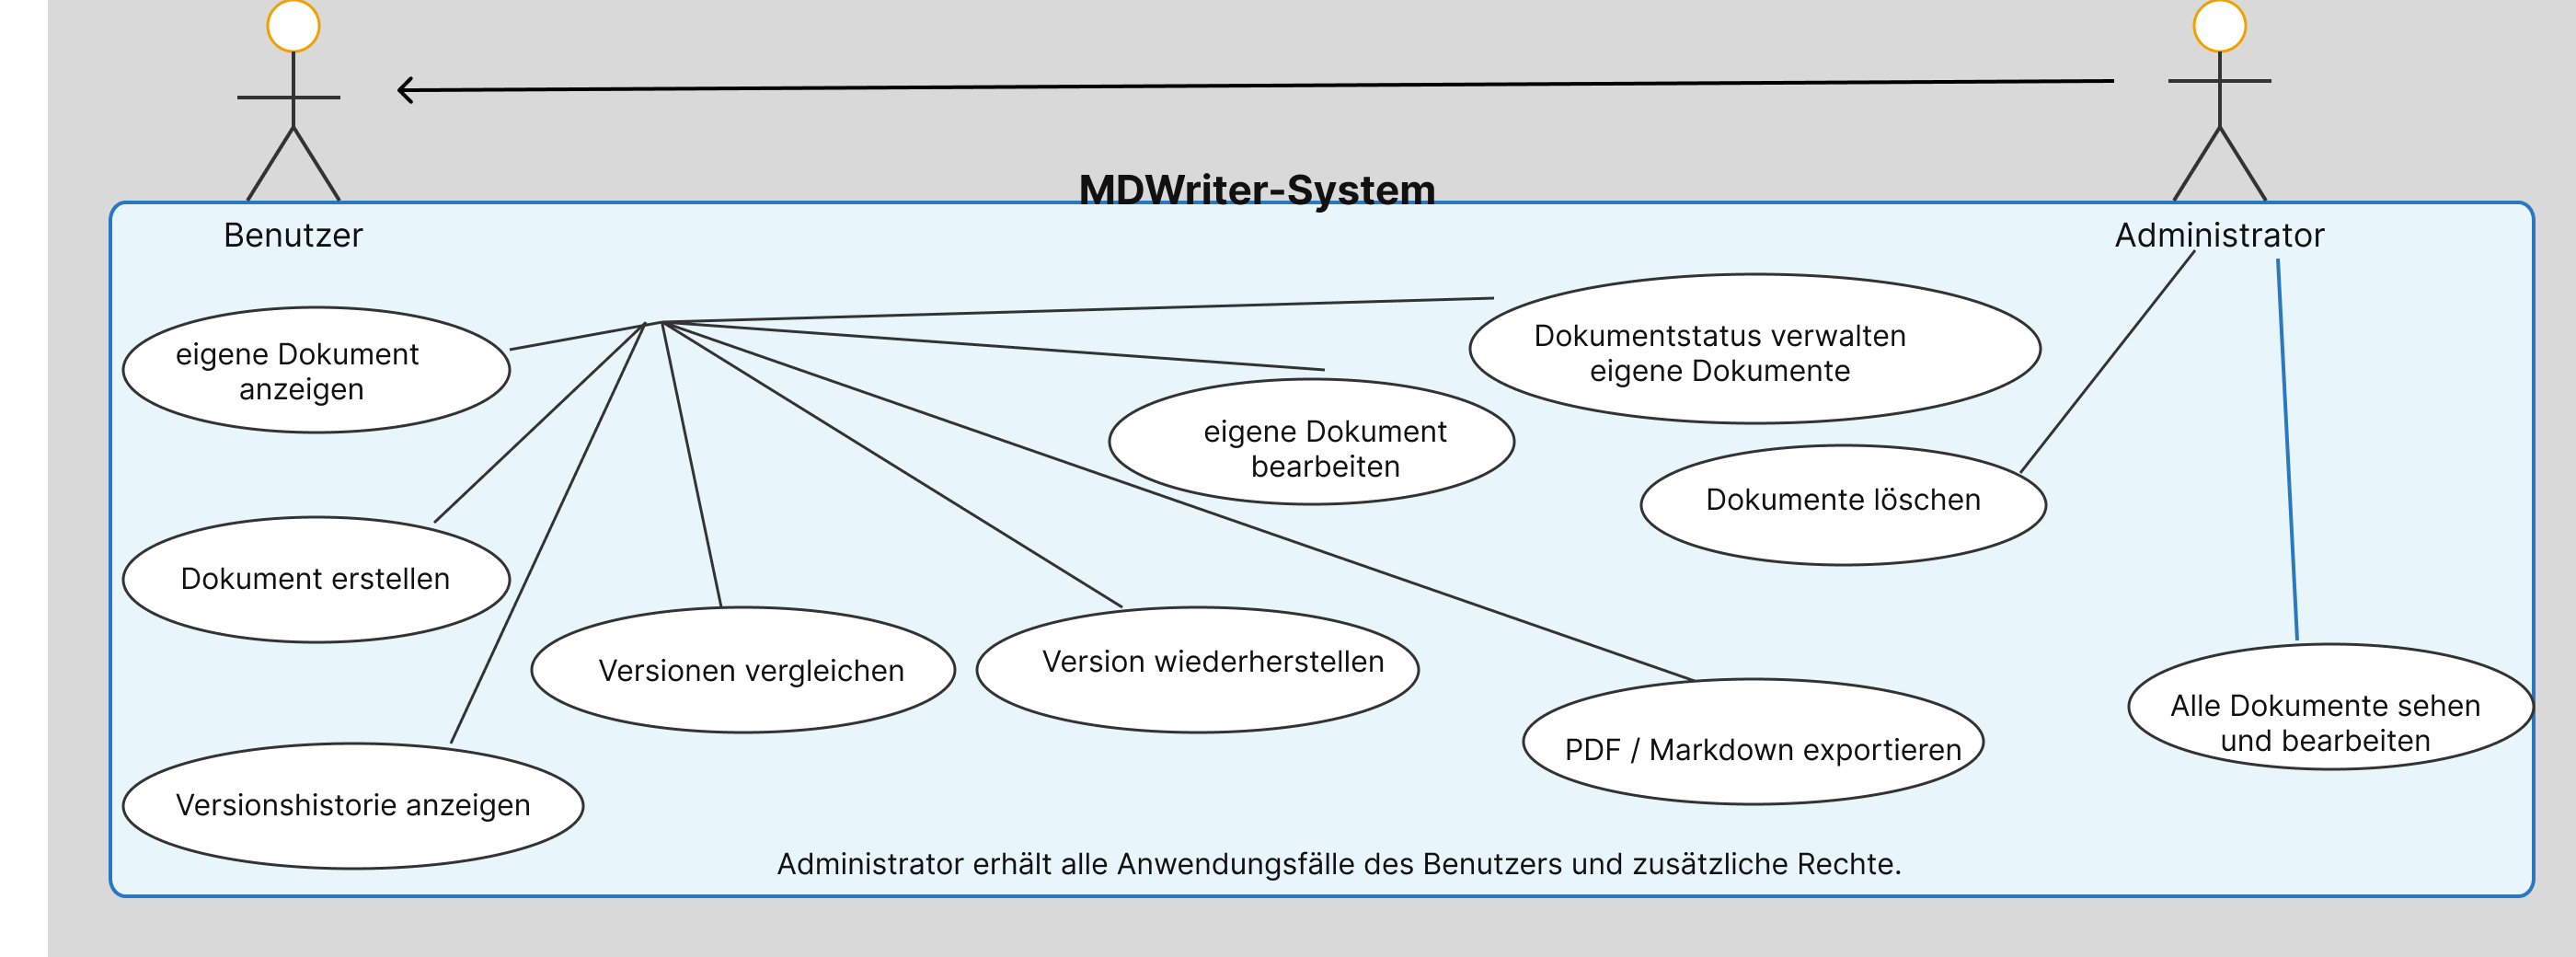 MDWriter-System
Benutzer
Administrator
eigene Dokument
anzeigen
Dokumentstatus verwalten
eigene Dokumente
eigene Dokument
bearbeiten
Dokumente löschen
Dokument erstellen
Versionen vergleichen
Version wiederherstellen
Alle Dokumente sehen
und bearbeiten
PDF / Markdown exportieren
Versionshistorie anzeigen
Administrator erhält alle Anwendungsfälle des Benutzers und zusätzliche Rechte.